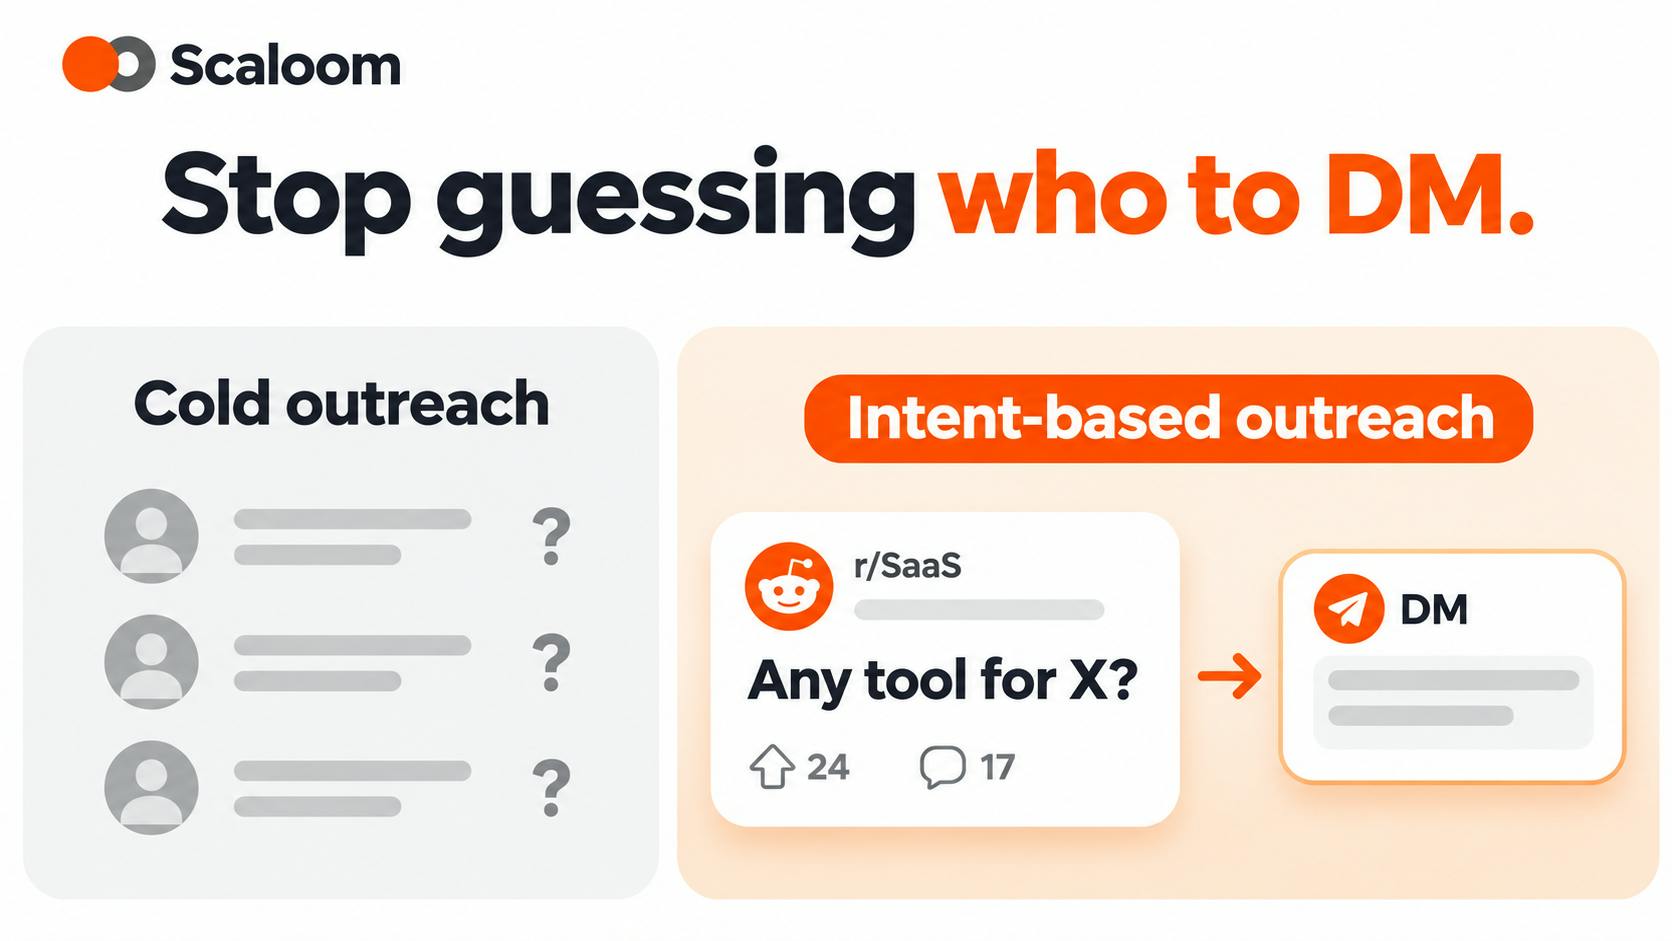 Scaloom
Stop guessing who to DM.
Cold outreach
?
?
?
Intent-based outreach
r/SaaS
Any tool for X?
24 17
DM